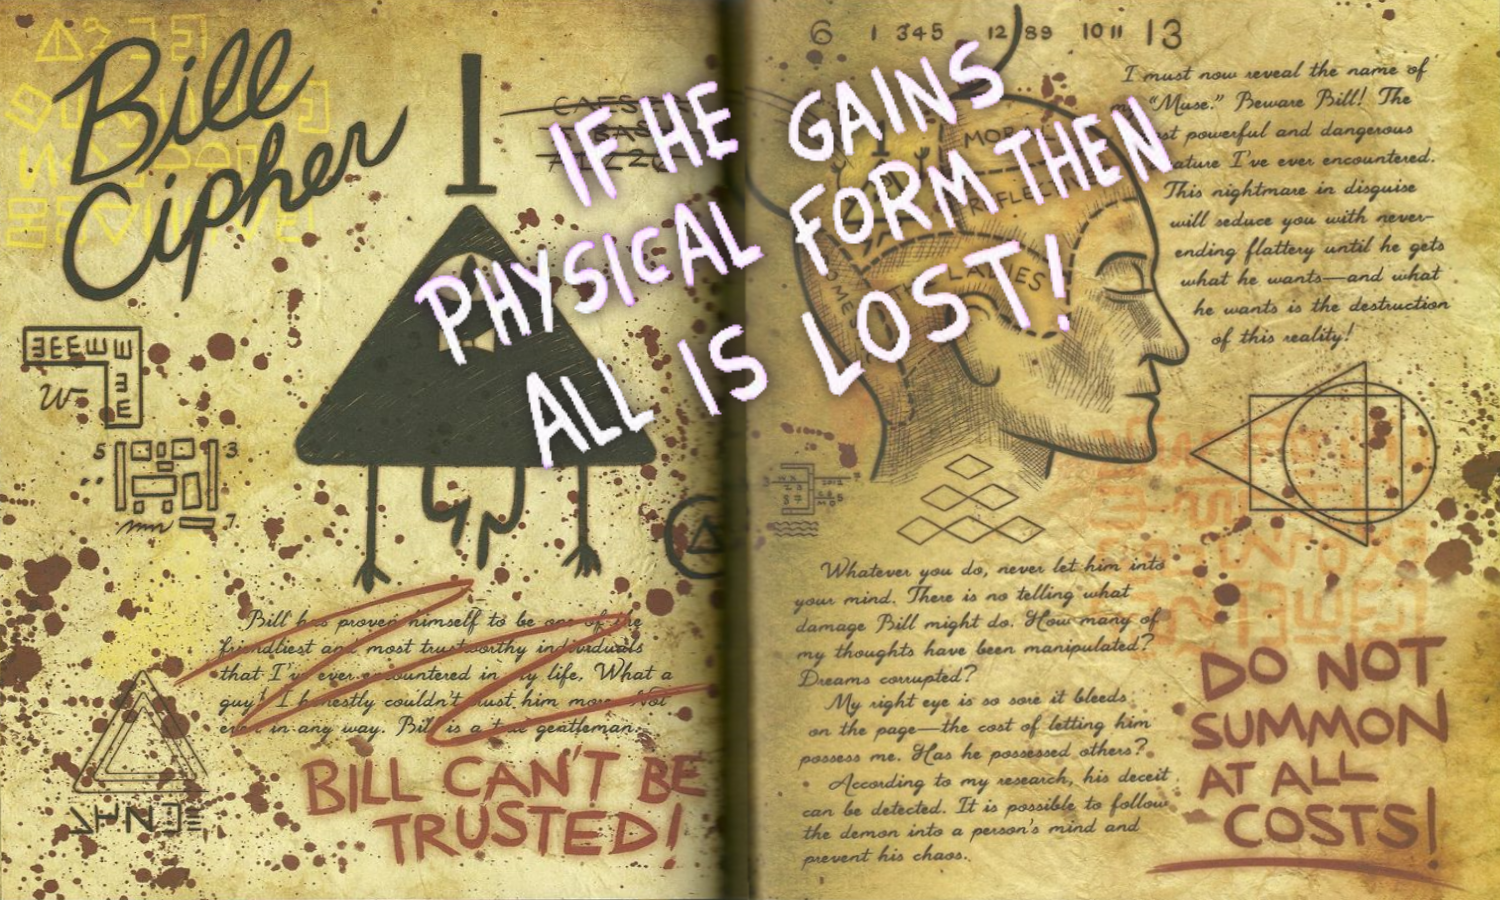 Bill
Cipher
IF HE GAINS
PHYSICAL FORM THEN
ALL IS LOST!
5 3
7
Bill has proven himself to be one of the
friendliest and most trustworthy individuals
that I've ever encountered in my life. What a
guy! I honestly couldn't trust him more. Not
evil in any way. Bill is a true gentleman.
BILL CAN'T BE
TRUSTED!
6 1 345 12 89 10 11 13
I must now reveal the name of
"Muse." Beware Bill! The
powerful and dangerous
I've ever encountered.
This nightmare in disguise
will seduce you with never-
ending flattery until he gets
what he wants—and what
he wants is the destruction
of this reality!
Whatever you do, never let him into
your mind. There is no telling what
damage Bill might do. How many of
my thoughts have been manipulated?
Dreams corrupted?
My right eye is so sore it bleeds
on the page—the cost of letting him
possess me. Has he possessed others?
According to my research, his deceit
can be detected. It is possible to follow
the demon into a person's mind and
prevent his chaos.
DO NOT
SUMMON
AT ALL
COSTS!